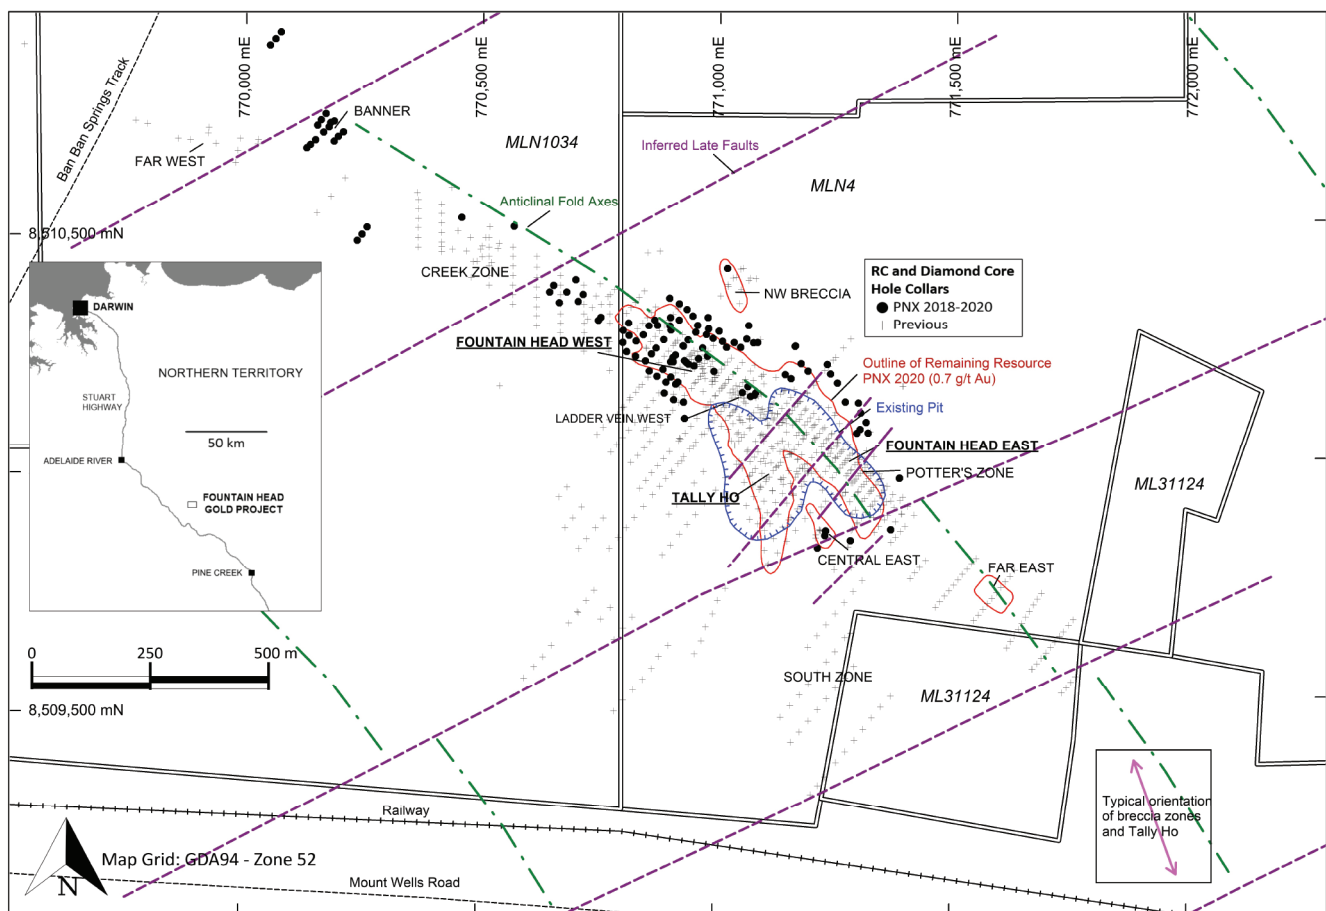 770,000 mE
770,500 mE
771,000 mE
771,500 mE
772,000 mE
Ban Ban Springs Track
BANNER
FAR WEST
MLN1034
Inferred Late Faults
MLN4
Anticlinal Fold Axes
8,510,500 mN
CREEK ZONE
NW BRECCIA
RC and Diamond Core
Hole Collars
PNX 2018-2020
Previous
DARWIN
NORTHERN TERRITORY
STUART
HIGHWAY
50 km
ADELAIDE RIVER
FOUNTAIN HEAD
GOLD PROJECT
PINE CREEK
FOUNTAIN HEAD WEST
Outline of Remaining Resource
PNX 2020 (0.7 g/t Au)
Existing Pit
LADDER VEIN WEST
FOUNTAIN HEAD EAST
POTTER'S ZONE
TALLY HO
ML31124
CENTRAL EAST
FAR EAST
0
250
500 m
SOUTH ZONE
ML31124
8,509,500 mN
Typical orientation
of breccia zones
and Tally Ho
Railway
Map Grid: GDA94 - Zone 52
N
Mount Wells Road